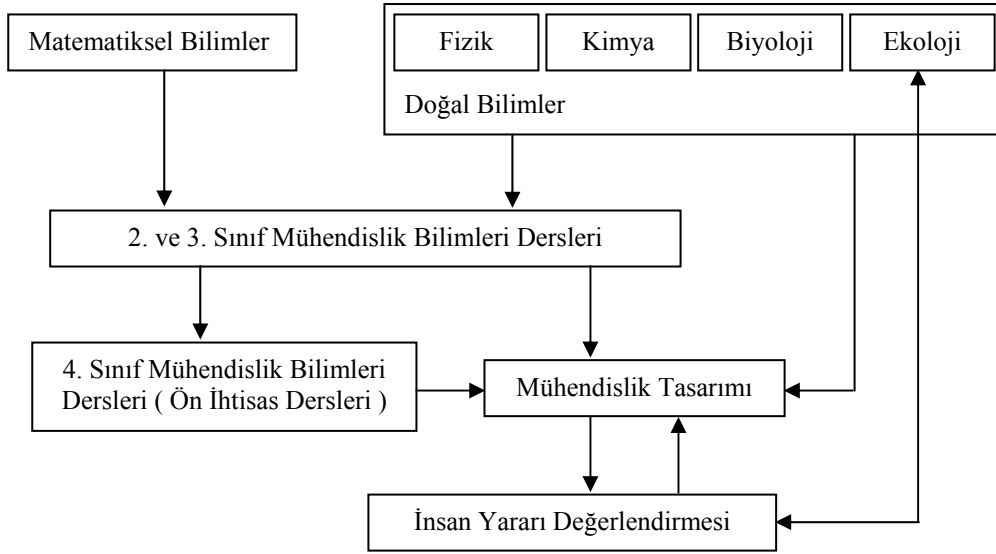 Matematiksel Bilimler
Fizik
Kimya
Biyoloji
Ekoloji
Doğal Bilimler
2. ve 3. Sınıf Mühendislik Bilimleri Dersleri
4. Sınıf Mühendislik Bilimleri
Dersleri ( Ön İhtisas Dersleri )
Mühendislik Tasarımı
İnsan Yararı Değerlendirmesi